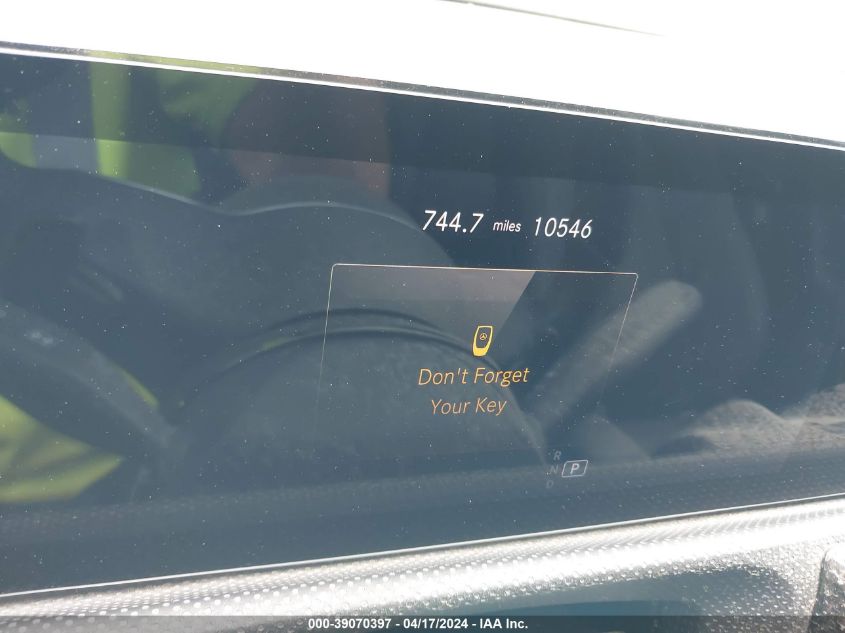 744.7 miles 10546
Don't Forget
Your Key
R
N P
D
000-39070397 - 04/17/2024 - IAA Inc.